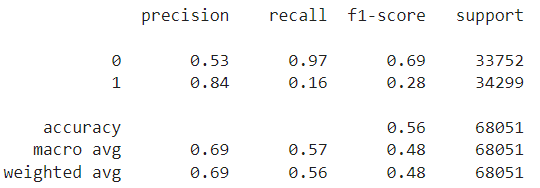 precision recall f1-score support
0 0.53 0.97 0.69 33752
1 0.84 0.16 0.28 34299
accuracy 0.56 68051
macro avg 0.69 0.57 0.48 68051
weighted avg 0.69 0.56 0.48 68051